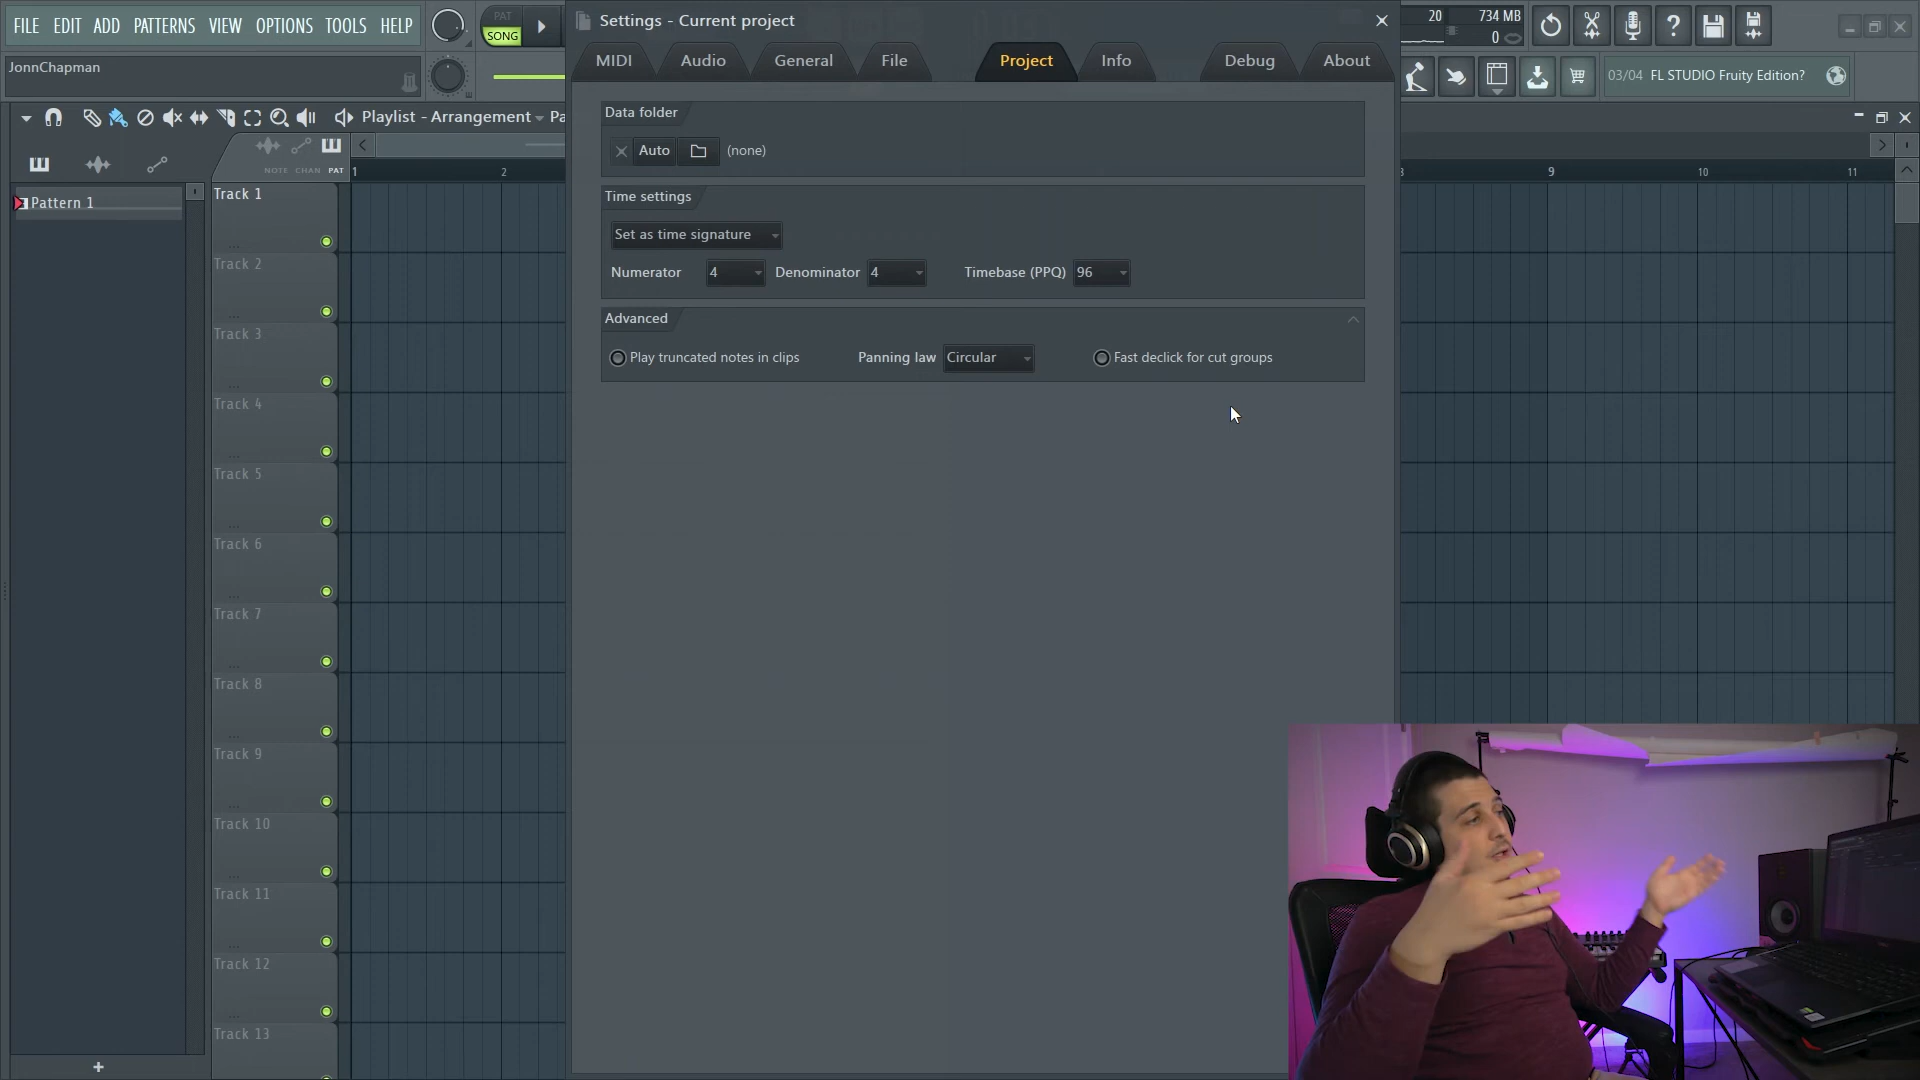 FILE EDIT ADD PATTERNS VIEW OPTIONS TOOLS HELP
PAT
SONG
JonnChapman
Playlist - Arrangement
Pa
NOTE CHAN PAT
1 2
Pattern 1
Track 1
Track 2
Track 3
Track 4
Track 5
Track 6
Track 7
Track 8
Track 9
Track 10
Track 11
Track 12
Track 13
Settings - Current project
MIDI Audio General File Project Info Debug About
Data folder
Auto (none)
Time settings
Set as time signature
Numerator 4 Denominator 4 Timebase (PPQ) 96
Advanced
Play truncated notes in clips Panning law Circular Fast declick for cut groups
20 734 MB
0
03/04 FL STUDIO Fruity Edition?
9 10 11